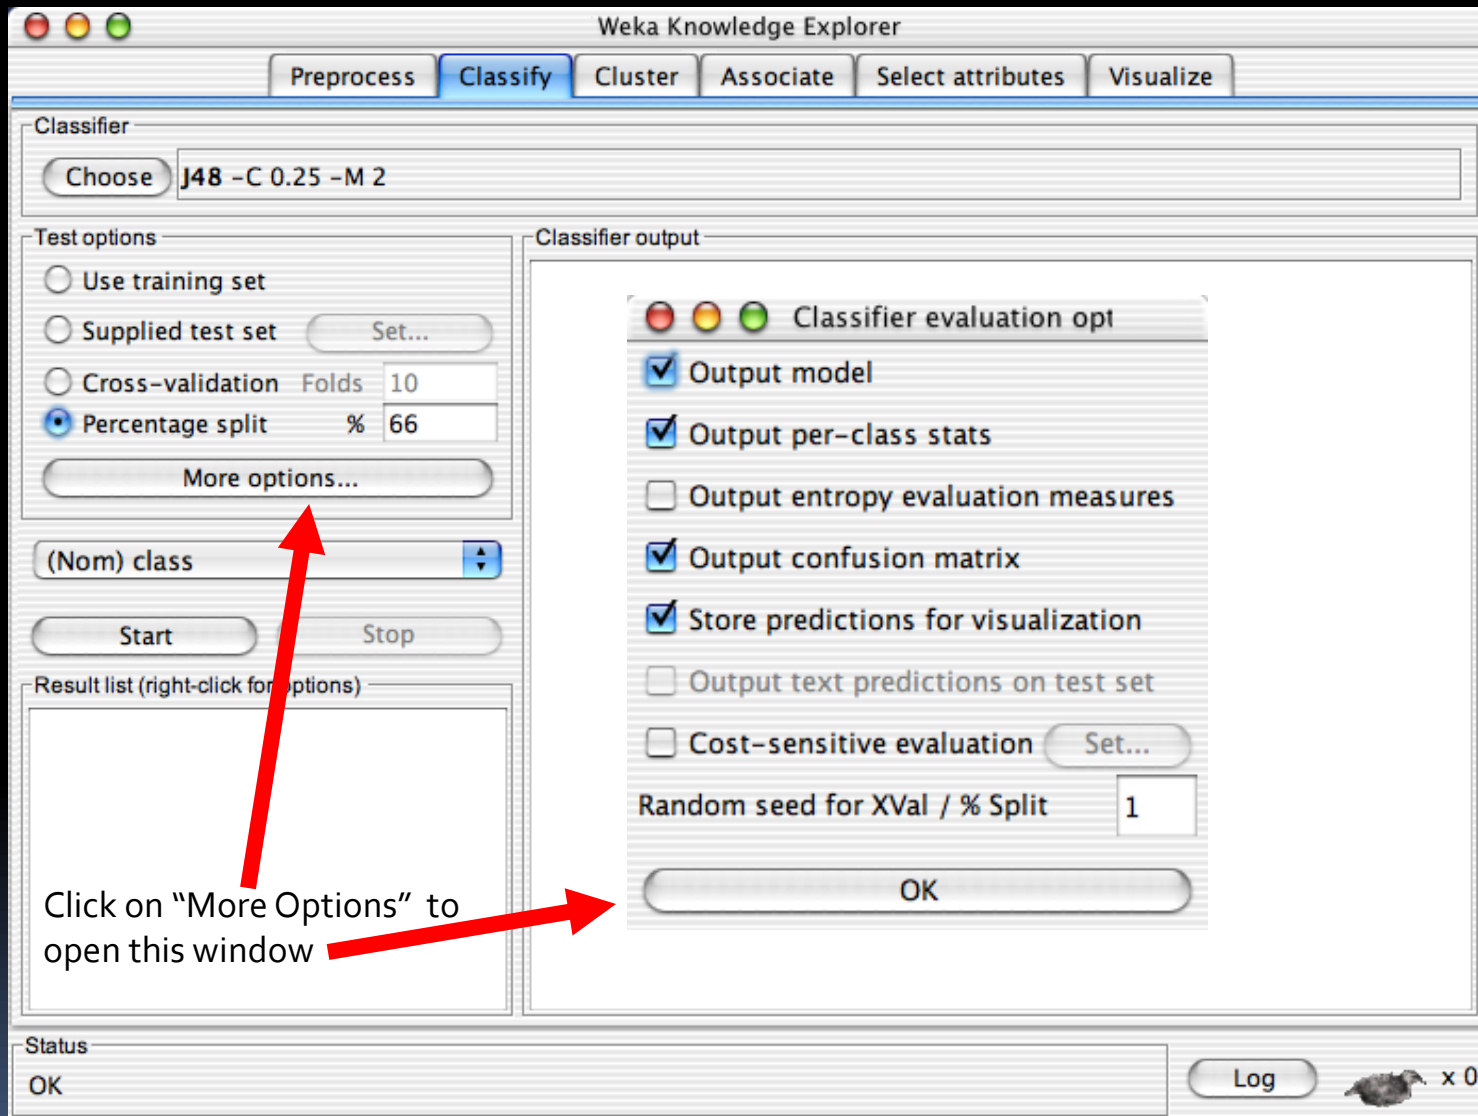 Weka Knowledge Explorer
Preprocess Classify Cluster Associate Select attributes Visualize
Classifier
Choose J48 -C 0.25 -M 2
Test options
Use training set
Supplied test set Set...
Cross-validation Folds 10
Percentage split % 66
More options...
(Nom) class
Start Stop
Result list (right-click for options)
Click on “More Options” to
open this window
Classifier output
Classifier evaluation opt
Output model
Output per-class stats
Output entropy evaluation measures
Output confusion matrix
Store predictions for visualization
Output text predictions on test set
Cost-sensitive evaluation Set...
Random seed for XVal / % Split 1
OK
Status
OK
Log x 0